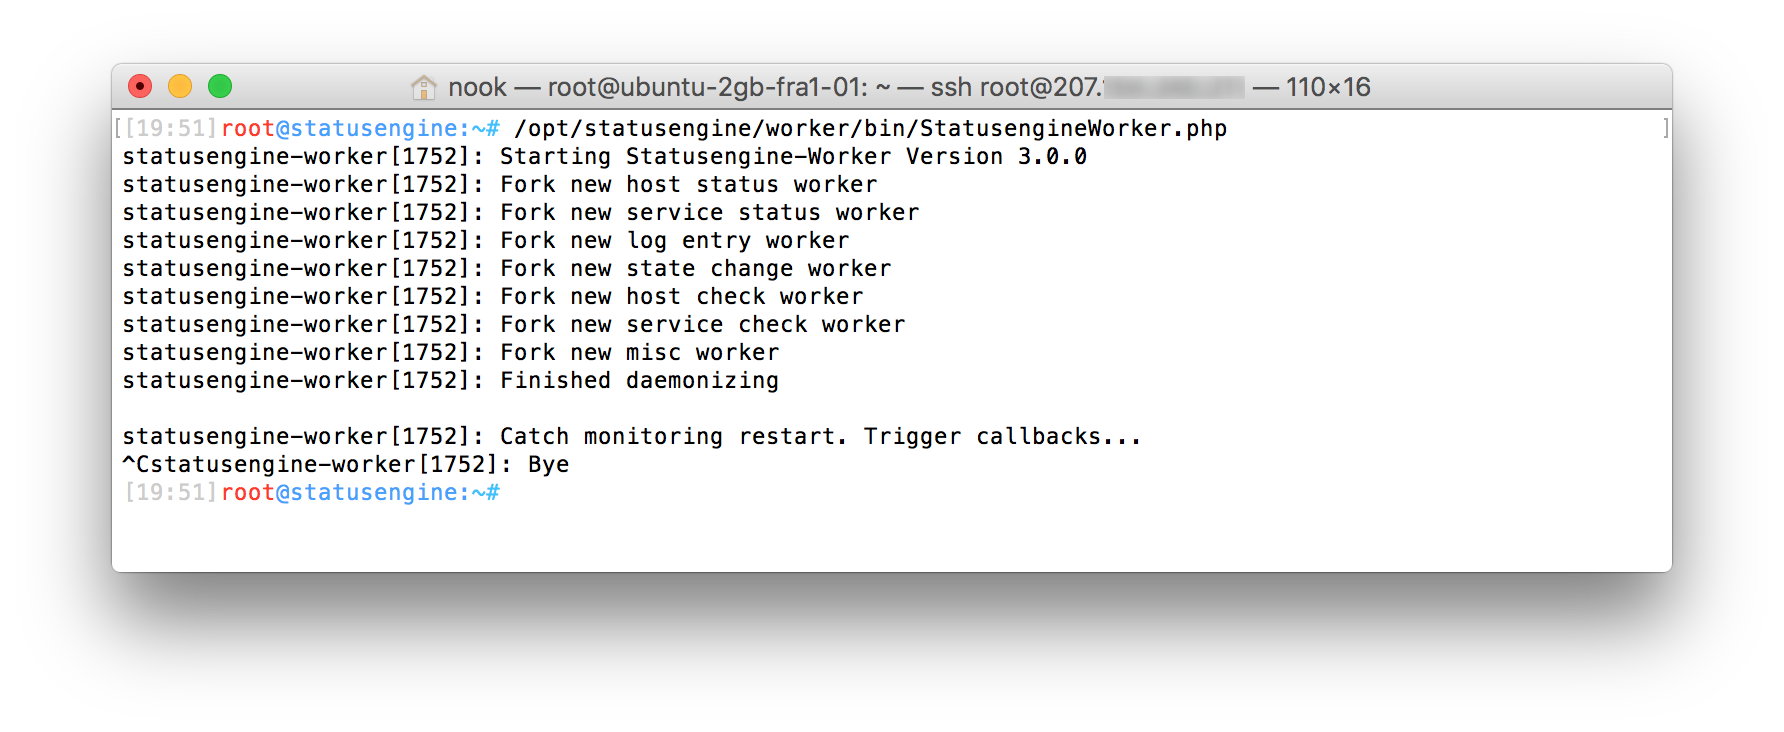 nook — root@ubuntu-2gb-fra1-01: ~ — ssh root@207. — 110×16
[[19:51]root@statusengine:~# /opt/statusengine/worker/bin/StatusengineWorker.php ]
statusengine-worker[1752]: Starting Statusengine-Worker Version 3.0.0
statusengine-worker[1752]: Fork new host status worker
statusengine-worker[1752]: Fork new service status worker
statusengine-worker[1752]: Fork new log entry worker
statusengine-worker[1752]: Fork new state change worker
statusengine-worker[1752]: Fork new host check worker
statusengine-worker[1752]: Fork new service check worker
statusengine-worker[1752]: Fork new misc worker
statusengine-worker[1752]: Finished daemonizing
statusengine-worker[1752]: Catch monitoring restart. Trigger callbacks...
^Cstatusengine-worker[1752]: Bye
[19:51]root@statusengine:~#